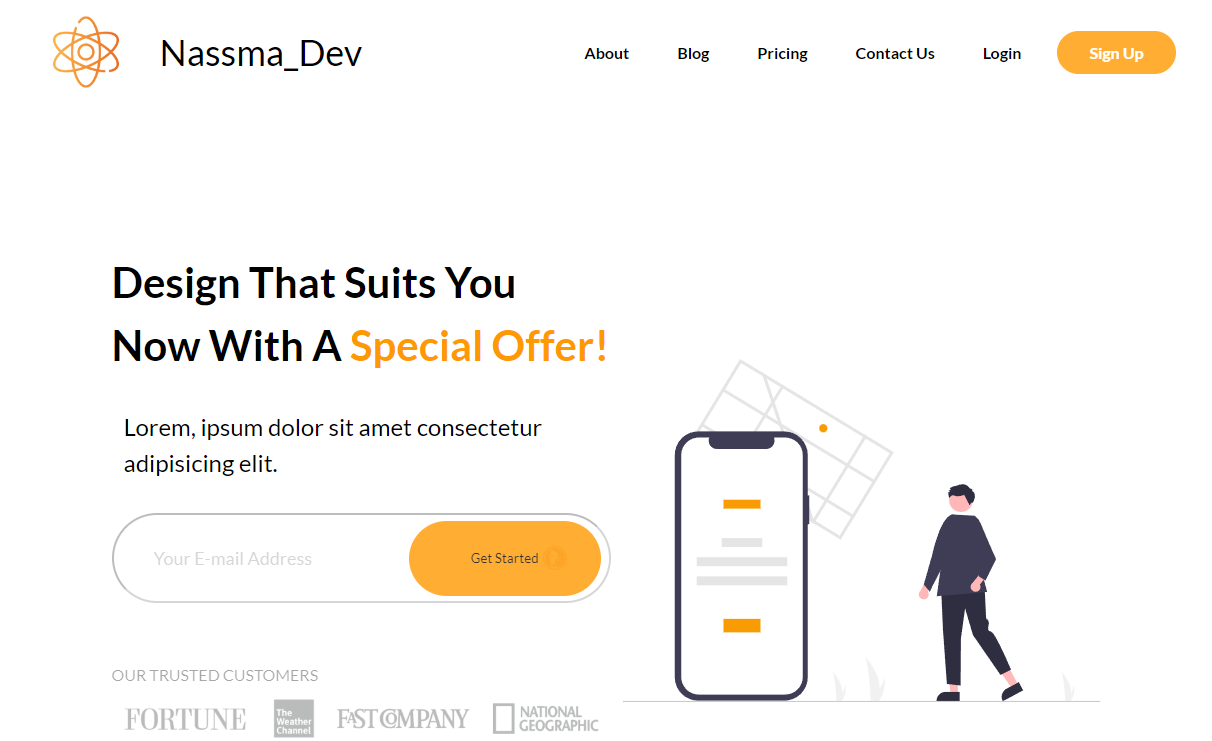 Nassma_Dev
About Blog Pricing Contact Us Login Sign Up
Design That Suits You
Now With A Special Offer!
Lorem, ipsum dolor sit amet consectetur
adipisicing elit.
Your E-mail Address Get Started
OUR TRUSTED CUSTOMERS
FORTUNE
The
Weather
Channel
FAST COMPANY
NATIONAL
GEOGRAPHIC